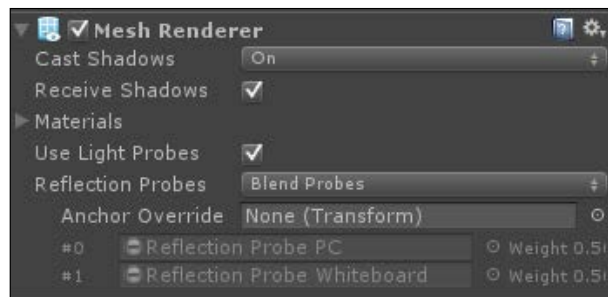 Mesh Renderer
Cast Shadows On
Receive Shadows
Materials
Use Light Probes
Reflection Probes Blend Probes
Anchor Override None (Transform)
#0 Reflection Probe PC Weight 0.5
#1 Reflection Probe Whiteboard Weight 0.5